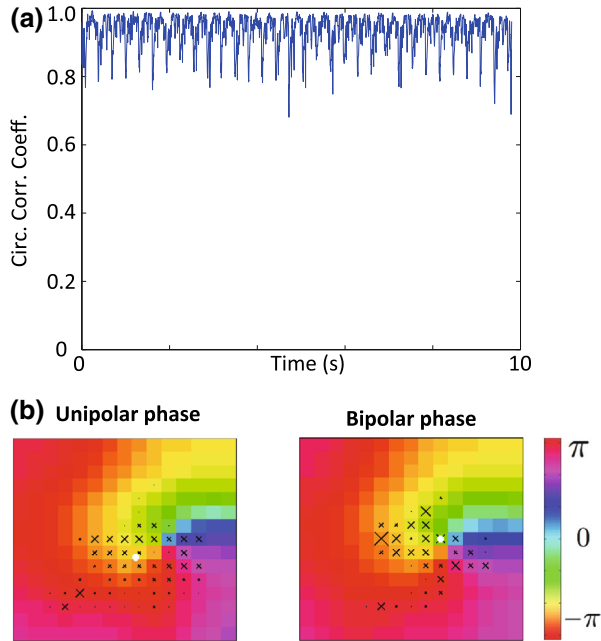 (a)
1.0
0.8
0.6
0.4
0.2
0
Circ. Corr. Coeff.
0 Time (s) 10
(b)
Unipolar phase Bipolar phase
π
0
−π